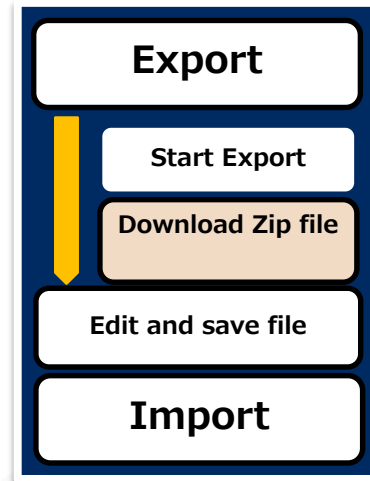 Export
Start Export
Download Zip file
Edit and save file
Import